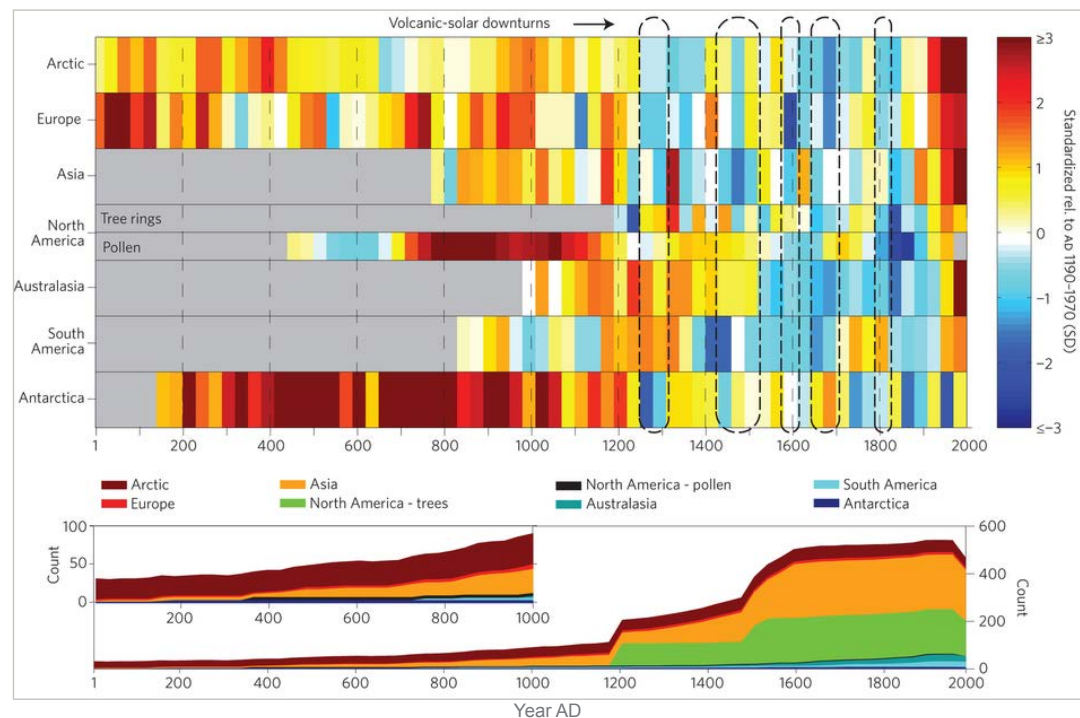 Volcanic-solar downturns
Arctic
Europe
Asia
Tree rings
North
America
Pollen
Australasia
South
America
Antarctica
1 200 400 600 800 1000 1200 1400 1600 1800 2000
≥3
2
1
0
−1
−2
≤−3
Standardized rel. to AD 1190–1970 (SD)
Arctic Asia North America - pollen South America
Europe North America - trees Australasia Antarctica
100
50
0
Count
200 400 600 800 1000
600
400
200
0
Count
1 200 400 600 800 1000 1200 1400 1600 1800 2000
Year AD